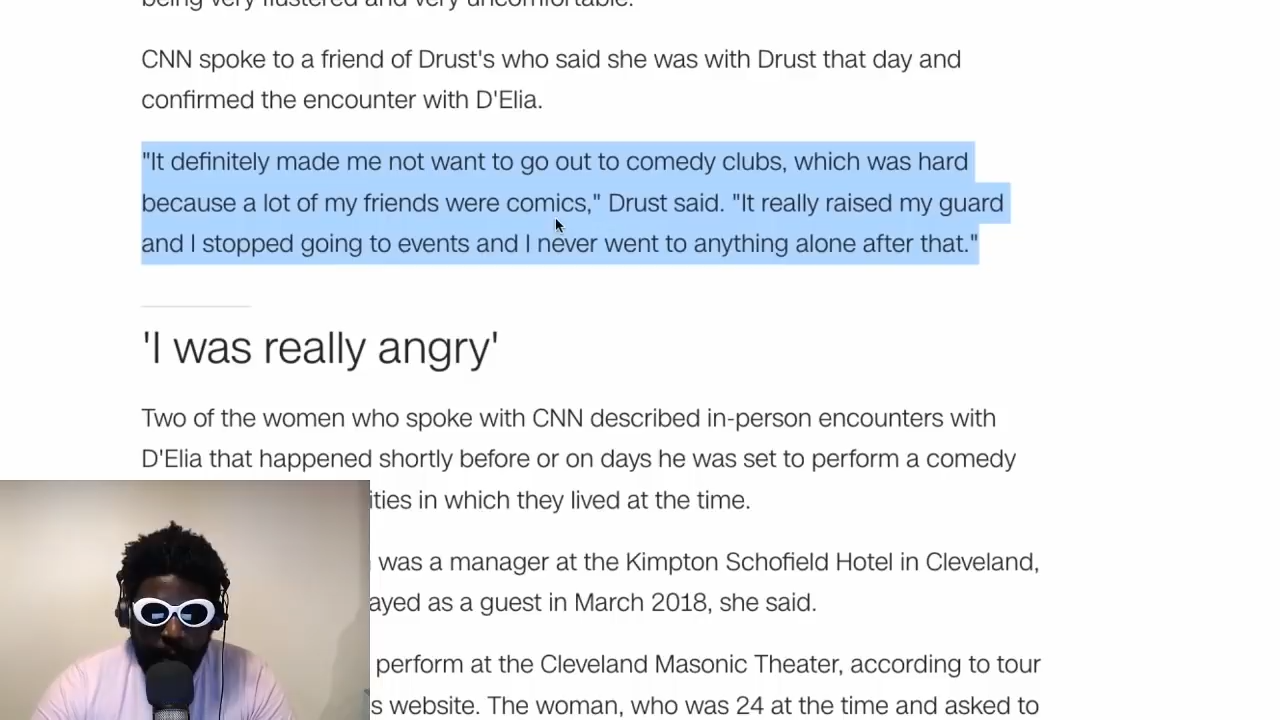 being very flustered and very uncomfortable.
CNN spoke to a friend of Drust's who said she was with Drust that day and
confirmed the encounter with D'Elia.
"It definitely made me not want to go out to comedy clubs, which was hard
because a lot of my friends were comics," Drust said. "It really raised my guard
and I stopped going to events and I never went to anything alone after that."
'I was really angry'
Two of the women who spoke with CNN described in-person encounters with
D'Elia that happened shortly before or on days he was set to perform a comedy
ities in which they lived at the time.
was a manager at the Kimpton Schofield Hotel in Cleveland,
ayed as a guest in March 2018, she said.
perform at the Cleveland Masonic Theater, according to tour
s website. The woman, who was 24 at the time and asked to